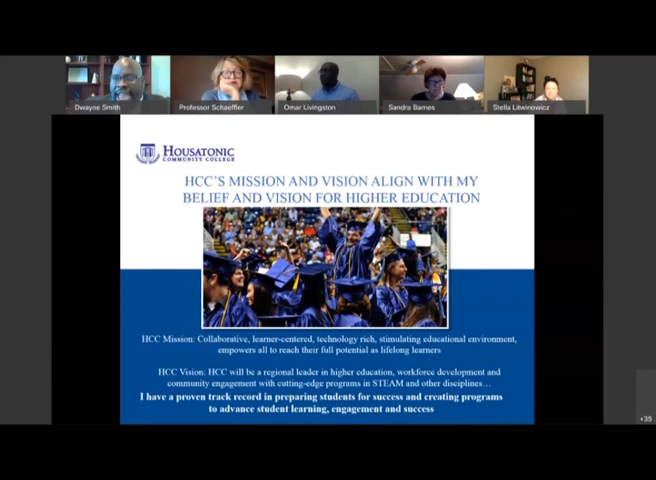 Dwayne Smith
Professor Schaeffler
Omar Livingston
Sandra Barnes
Stella Litwinowicz
HOUSATONIC
COMMUNITY COLLEGE
HCC'S MISSION AND VISION ALIGN WITH MY
BELIEF AND VISION FOR HIGHER EDUCATION
HCC Mission: Collaborative, learner-centered, technology rich, stimulating educational environment,
empowers all to reach their full potential as lifelong learners
HCC Vision: HCC will be a regional leader in higher education, workforce development and
community engagement with cutting-edge programs in STEAM and other disciplines…
I have a proven track record in preparing students for success and creating programs
to advance student learning, engagement and success
+35